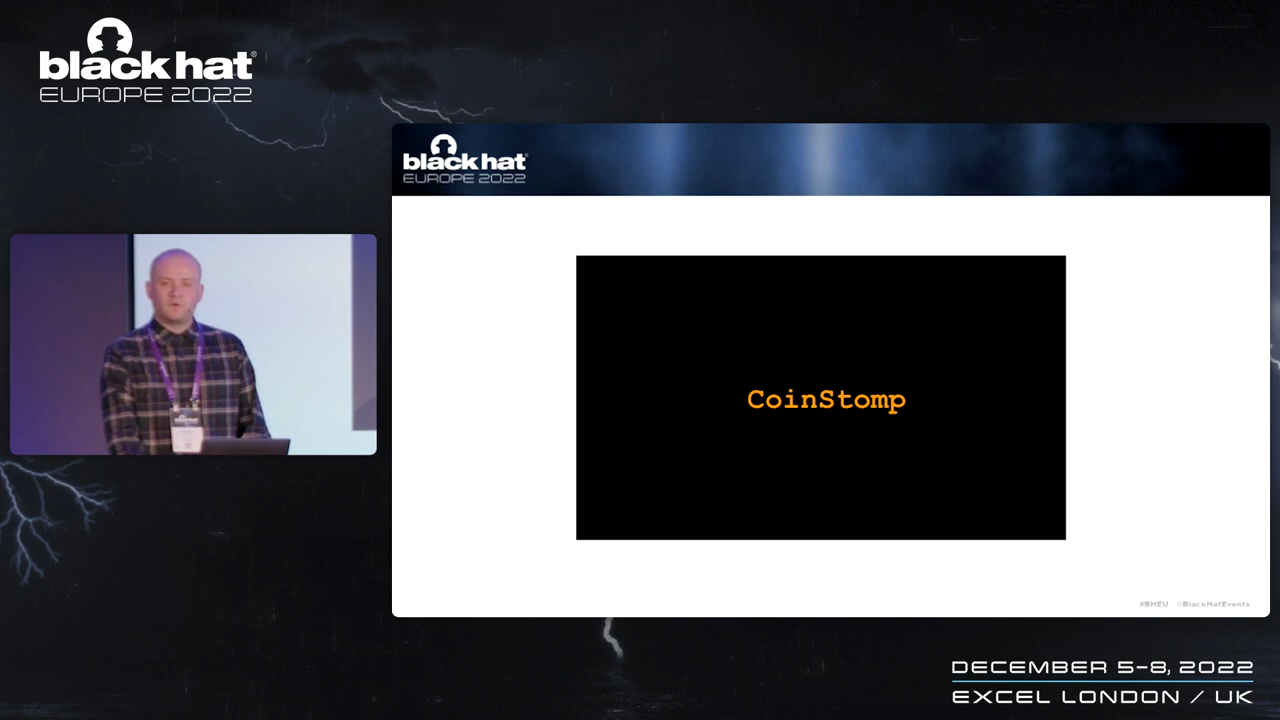 black hat®
EUROPE 2022
black hat®
EUROPE 2022
CoinStomp
#BHEU @BlackHatEvents
DECEMBER 5-8, 2022
EXCEL LONDON / UK